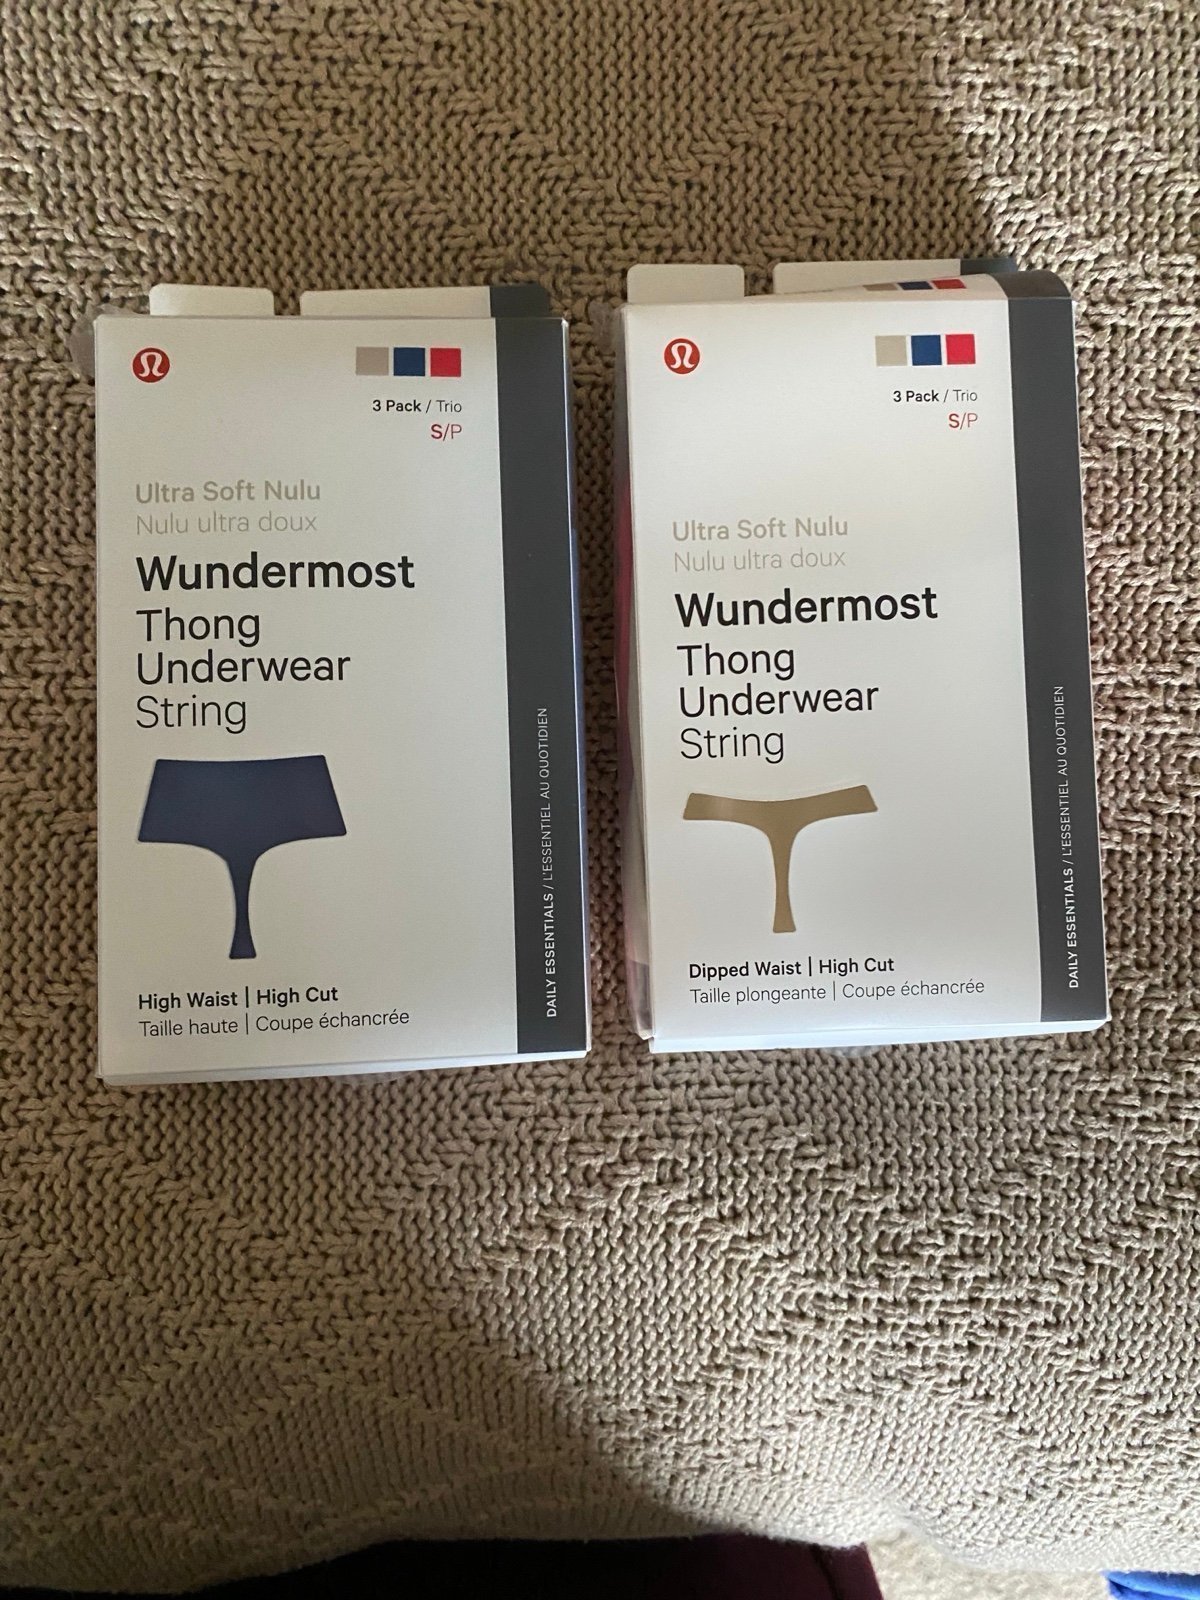 3 Pack / Trio
S/P
Ultra Soft Nulu
Nulu ultra doux
Wundermost
Thong
Underwear
String
High Waist | High Cut
Taille haute | Coupe échancrée
DAILY ESSENTIALS / L'ESSENTIEL AU QUOTIDIEN
3 Pack / Trio
S/P
Ultra Soft Nulu
Nulu ultra doux
Wundermost
Thong
Underwear
String
Dipped Waist | High Cut
Taille plongeante | Coupe échancrée
DAILY ESSENTIALS / L'ESSENTIEL AU QUOTIDIEN